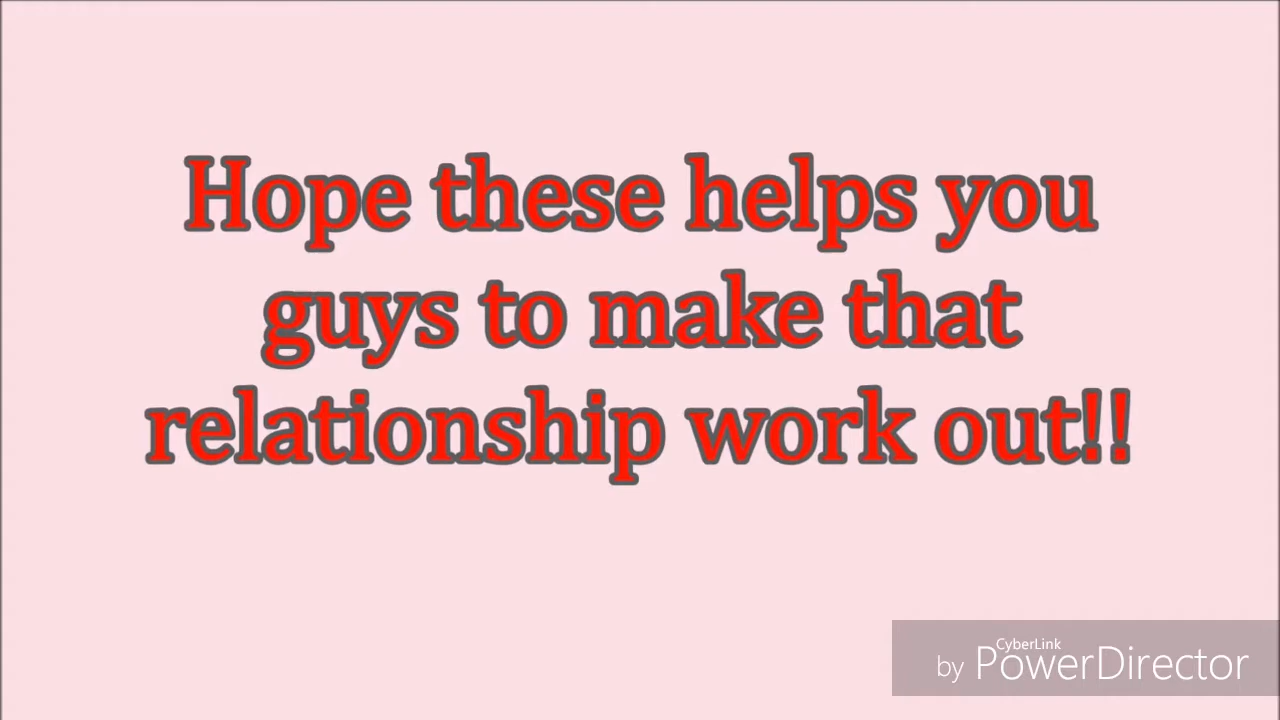 Hope these helps you
guys to make that
relationship work out!!
CyberLink
by PowerDirector